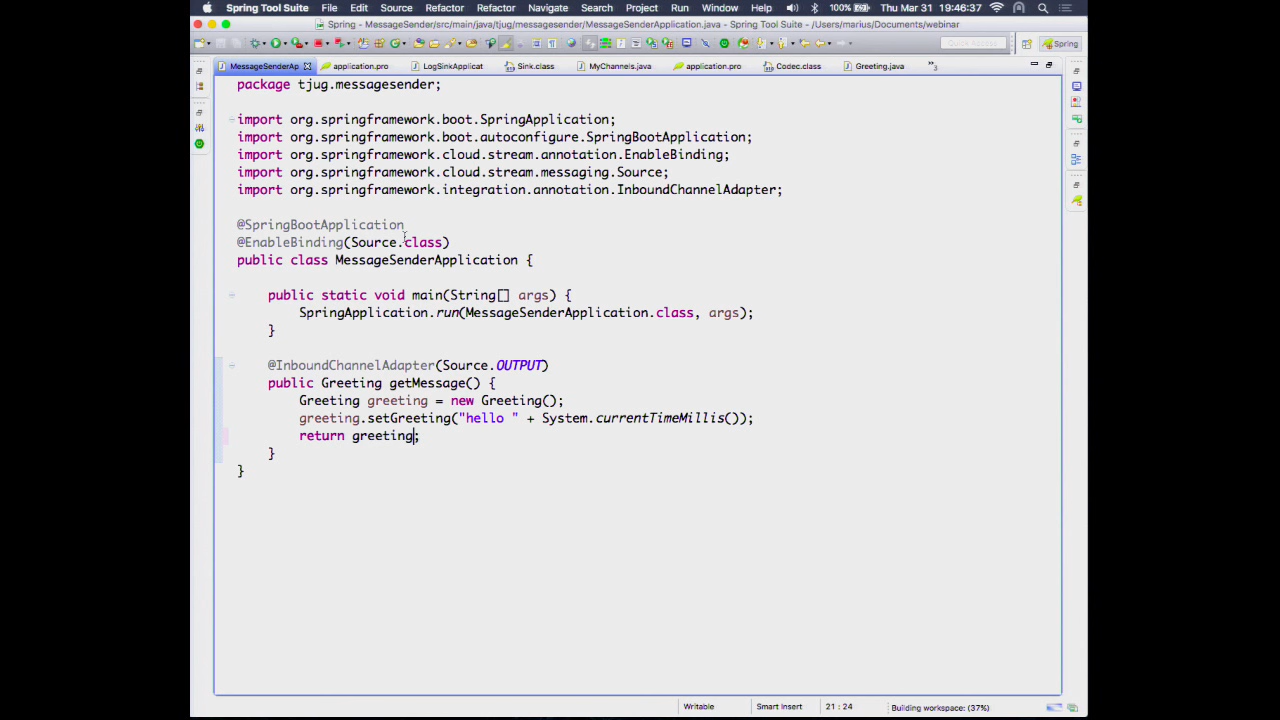 Spring Tool Suite File Edit Source Refactor Refactor Navigate Search Project Run Window Help 100% Thu Mar 31 19:46:37
Spring - MessageSender/src/main/java/tjug/messagesender/MessageSenderApplication.java - Spring Tool Suite - /Users/marius/Documents/webinar
Quick Access Spring
MessageSenderAp application.pro LogSinkApplicat Sink.class MyChannels.java application.pro Codec.class Greeting.java »3
package tjug.messagesender;
import org.springframework.boot.SpringApplication;
import org.springframework.boot.autoconfigure.SpringBootApplication;
import org.springframework.cloud.stream.annotation.EnableBinding;
import org.springframework.cloud.stream.messaging.Source;
import org.springframework.integration.annotation.InboundChannelAdapter;
@SpringBootApplication
@EnableBinding(Source.class)
public class MessageSenderApplication {
public static void main(String[] args) {
SpringApplication.run(MessageSenderApplication.class, args);
}
@InboundChannelAdapter(Source.OUTPUT)
public Greeting getMessage() {
Greeting greeting = new Greeting();
greeting.setGreeting("hello " + System.currentTimeMillis());
return greeting;
}
}
Writable Smart Insert 21 : 24 Building workspace: (37%)